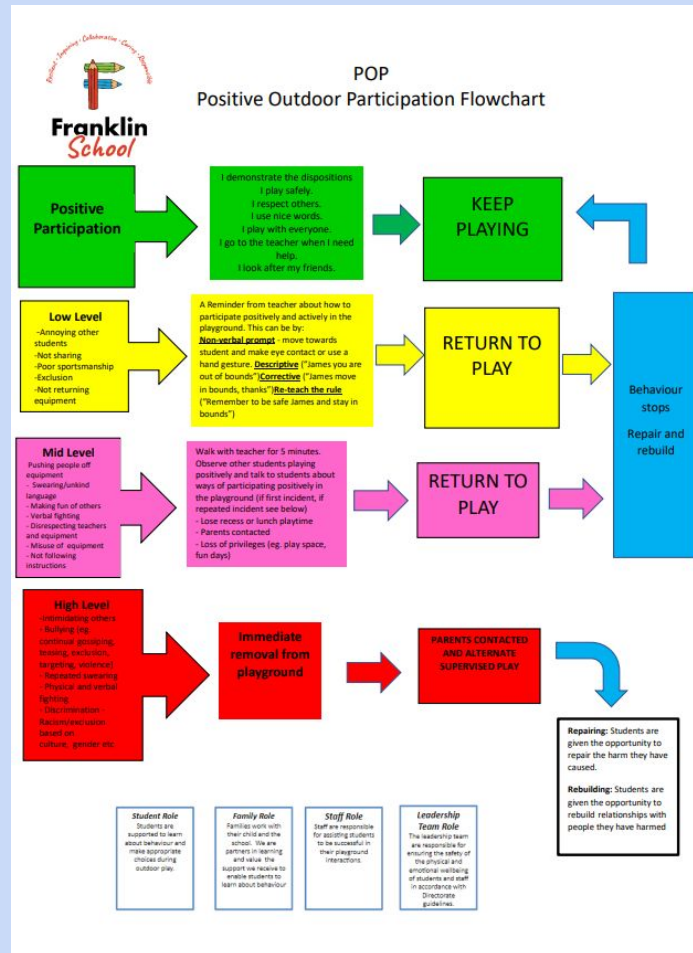 Resilient - Inquiring - Collaborative - Caring - Responsible
Franklin
School
POP
Positive Outdoor Participation Flowchart
Positive
Participation
I demonstrate the dispositions
I play safely.
I respect others.
I use nice words.
I play with everyone.
I go to the teacher when I need
help.
I look after my friends.
KEEP
PLAYING
Low Level
-Annoying other
students
-Not sharing
-Poor sportsmanship
-Exclusion
-Not returning
equipment
A Reminder from teacher about how to
participate positively and actively in the
playground. This can be by:
Non-verbal prompt - move towards
student and make eye contact or use a
hand gesture. Descriptive ("James you are
out of bounds")Corrective ("James move
in bounds, thanks")Re-teach the rule
("Remember to be safe James and stay in
bounds")
RETURN TO
PLAY
Behaviour
stops
Repair and
rebuild
Mid Level
Pushing people off
equipment
- Swearing/unkind
language
- Making fun of others
- Verbal fighting
- Disrespecting teachers
and equipment
- Misuse of equipment
- Not following
instructions
Walk with teacher for 5 minutes.
Observe other students playing
positively and talk to students about
ways of participating positively in
the playground (if first incident, if
repeated incident see below)
- Lose recess or lunch playtime
- Parents contacted
- Loss of privileges (eg. play space,
fun days)
RETURN TO
PLAY
High Level
-Intimidating others
- Bullying (eg.
continual gossiping,
teasing, exclusion,
targeting, violence)
- Repeated swearing
- Physical and verbal
fighting
- Discrimination -
Racism/exclusion
based on
culture, gender etc
Immediate
removal from
playground
PARENTS CONTACTED
AND ALTERNATE
SUPERVISED PLAY
Repairing: Students are
given the opportunity to
repair the harm they have
caused.
Rebuilding: Students are
given the opportunity to
rebuild relationships with
people they have harmed
Student Role
Students are
supported to learn
about behaviour and
make appropriate
choices during
outdoor play.
Family Role
Families work with
their child and the
school. We are
partners in learning
and value the
support we receive to
enable students to
learn about behaviour
Staff Role
Staff are responsible
for assisting students
to be successful in
their playground
interactions.
Leadership
Team Role
The leadership team
are responsible for
ensuring the safety of
the physical and
emotional wellbeing
of students and staff
in accordance with
Directorate
guidelines.